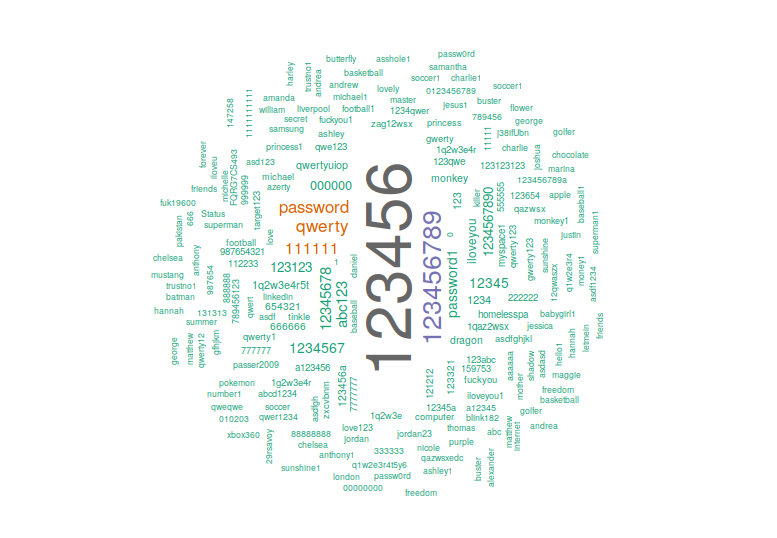 passw0rd
butterfly
asshole1
samantha
harley
trustno1
andrea
basketball
soccer1
charlie1
andrew
lovely
0123456789
soccer1
147258
1111111111
amanda
michael1
master
jesus1
buster
william
liverpool
football1
1234qwer
789456
flower
secret
fuckyou1
zag12wsx
princess
11111
j38ifUbn
george
samsung
ashley
golfer
princess1
qwe123
qwerty
1q2w3e4r
charlie
joshua
forever
iloveu
asd123
qwertyuiop
123qwe
123123123
chocolate
marina
michelle
FQRG7CS493
999999
michael
azerty
000000
monkey
123456789a
friends
killer
555555
123654
apple
baseball1
fuk19600
target123
password
123
1234567890
qazwsx
666
Status
superman
qwerty
123456
123456789
0
iloveyou
myspace1
qwerty123
monkey1
justin
superman1
pakistan
love
football
111111
987654321
chelsea
anthony
112233
123123
1
daniel
password1
gwerty123
sunshine
q1w2e3r4
money1
mustang
987654
888888
789456123
1q2w3e4r5t
12345678
abc123
12345
12qwaszx
asdf1234
trustno1
batman
qwert
linkedin
654321
baseball
1234
222222
hannah
131313
asdf
tinkle
homelesspa
babygirl1
friends
summer
666666
1qaz2wsx
jessica
letmein
george
matthew
qwerty12
gfhjkm
qwerty1
dragon
asdfghjkl
hello1
hannah
777777
1234567
123abc
shadow
asdasd
passer2009
a123456
123456a
7777777
121212
123321
159753
aaaaaa
maggie
pokemon
1g2w3e4r
fuckyou
mother
freedom
number1
abcd1234
zxcvbnm
iloveyou1
basketball
qweqwe
soccer
asdfgh
12345a
a12345
golfer
010203
qwer1234
1q2w3e
computer
blink182
matthew
internet
andrea
xbox360
88888888
love123
thomas
abc
29rsavoy
chelsea
jordan
jordan23
purple
333333
nicole
alexander
anthony1
qazwsxedc
sunshine1
q1w2e3r4t5y6
ashley1
buster
london
passw0rd
00000000
freedom